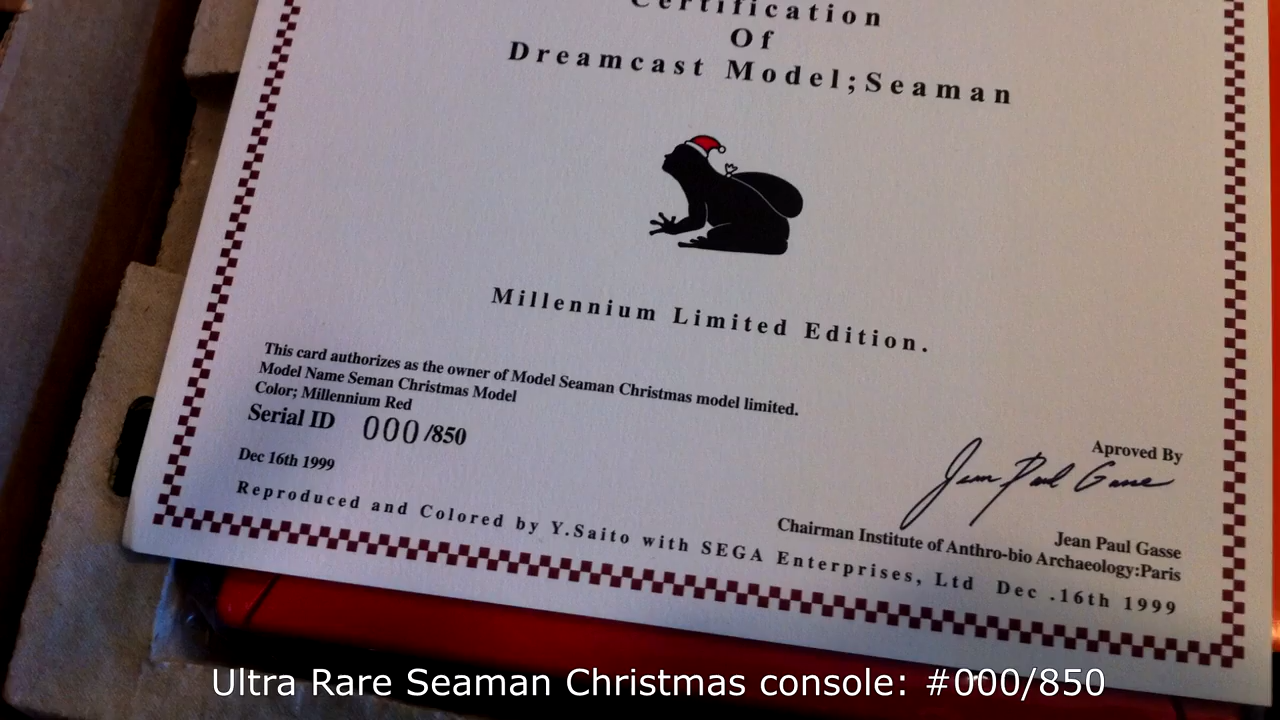 Certification
Of
Dreamcast Model;Seaman
Millennium Limited Edition.
This card authorizes as the owner of Model Seaman Christmas model limited.
Model Name Seman Christmas Model
Color; Millennium Red
Serial ID 000/850
Dec 16th 1999
Aproved By
Jean Paul Gasse
Jean Paul Gasse
Chairman Institute of Anthro-bio Archaeology:Paris
Reproduced and Colored by Y.Saito with SEGA Enterprises, Ltd Dec .16th 1999
Ultra Rare Seaman Christmas console: #000/850